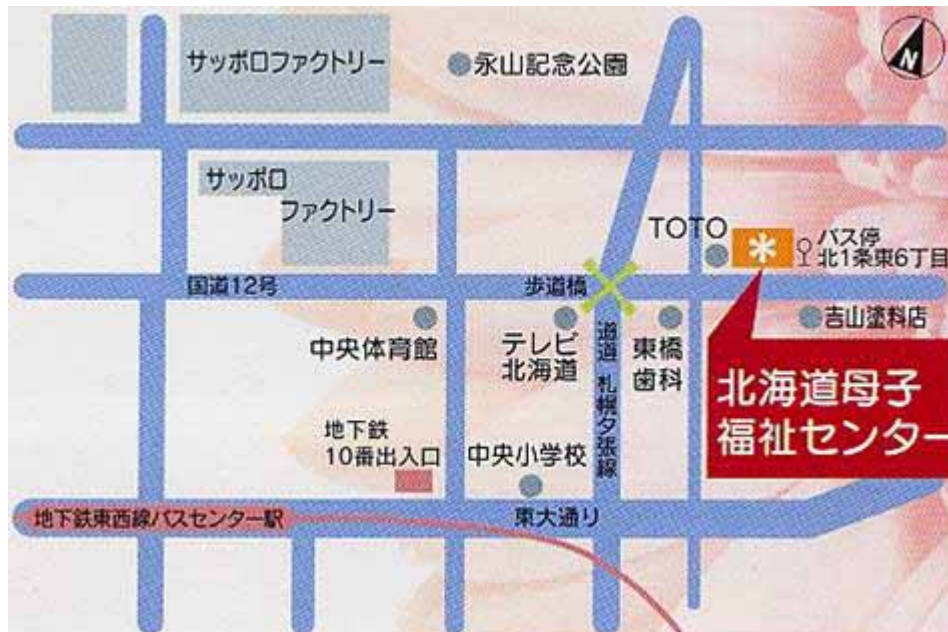 N
サッポロファクトリー
永山記念公園
サッポロ
ファクトリー
TOTO
バス停
北1条東6丁目
国道12号
歩道橋
吉山塗料店
中央体育館
テレビ
北海道
道道 札幌夕張線
東橋
歯科
北海道母子
福祉センター
地下鉄
10番出入口
中央小学校
地下鉄東西線バスセンター駅
東大通り